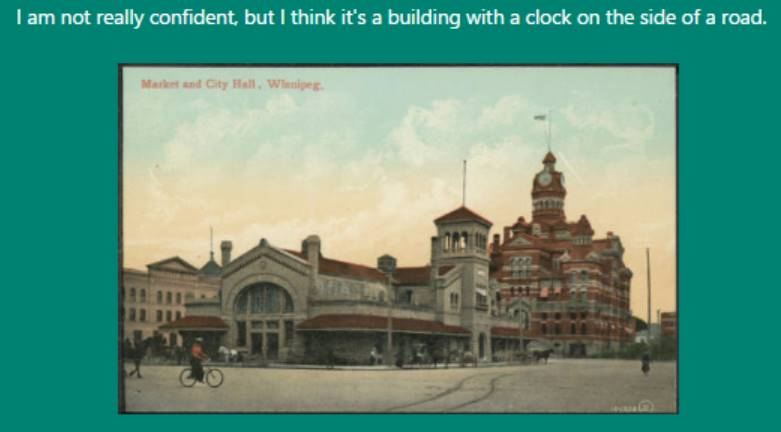 I am not really confident, but I think it's a building with a clock on the side of a road.
Market and City Hall, Winnipeg.